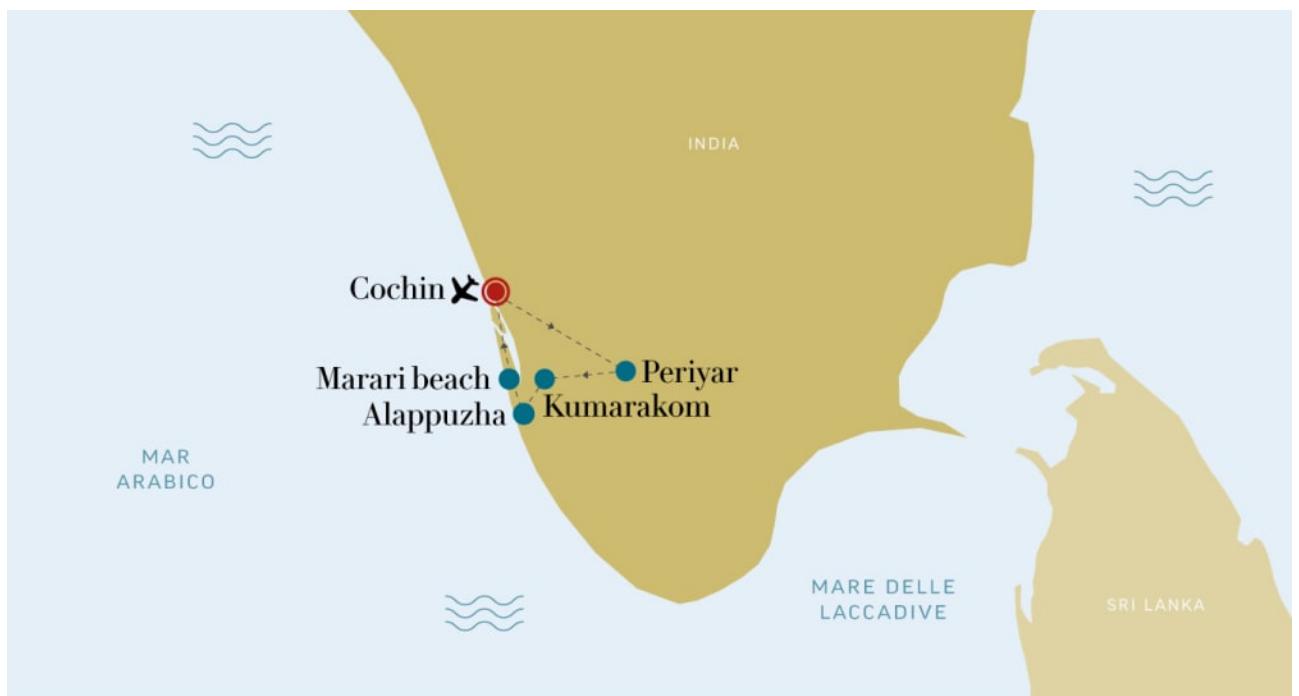 INDIA
Cochin
Periyar
Marari beach
Kumarakom
Alappuzha
MAR
ARABICO
MARE DELLE
LACCADIVE
SRI LANKA